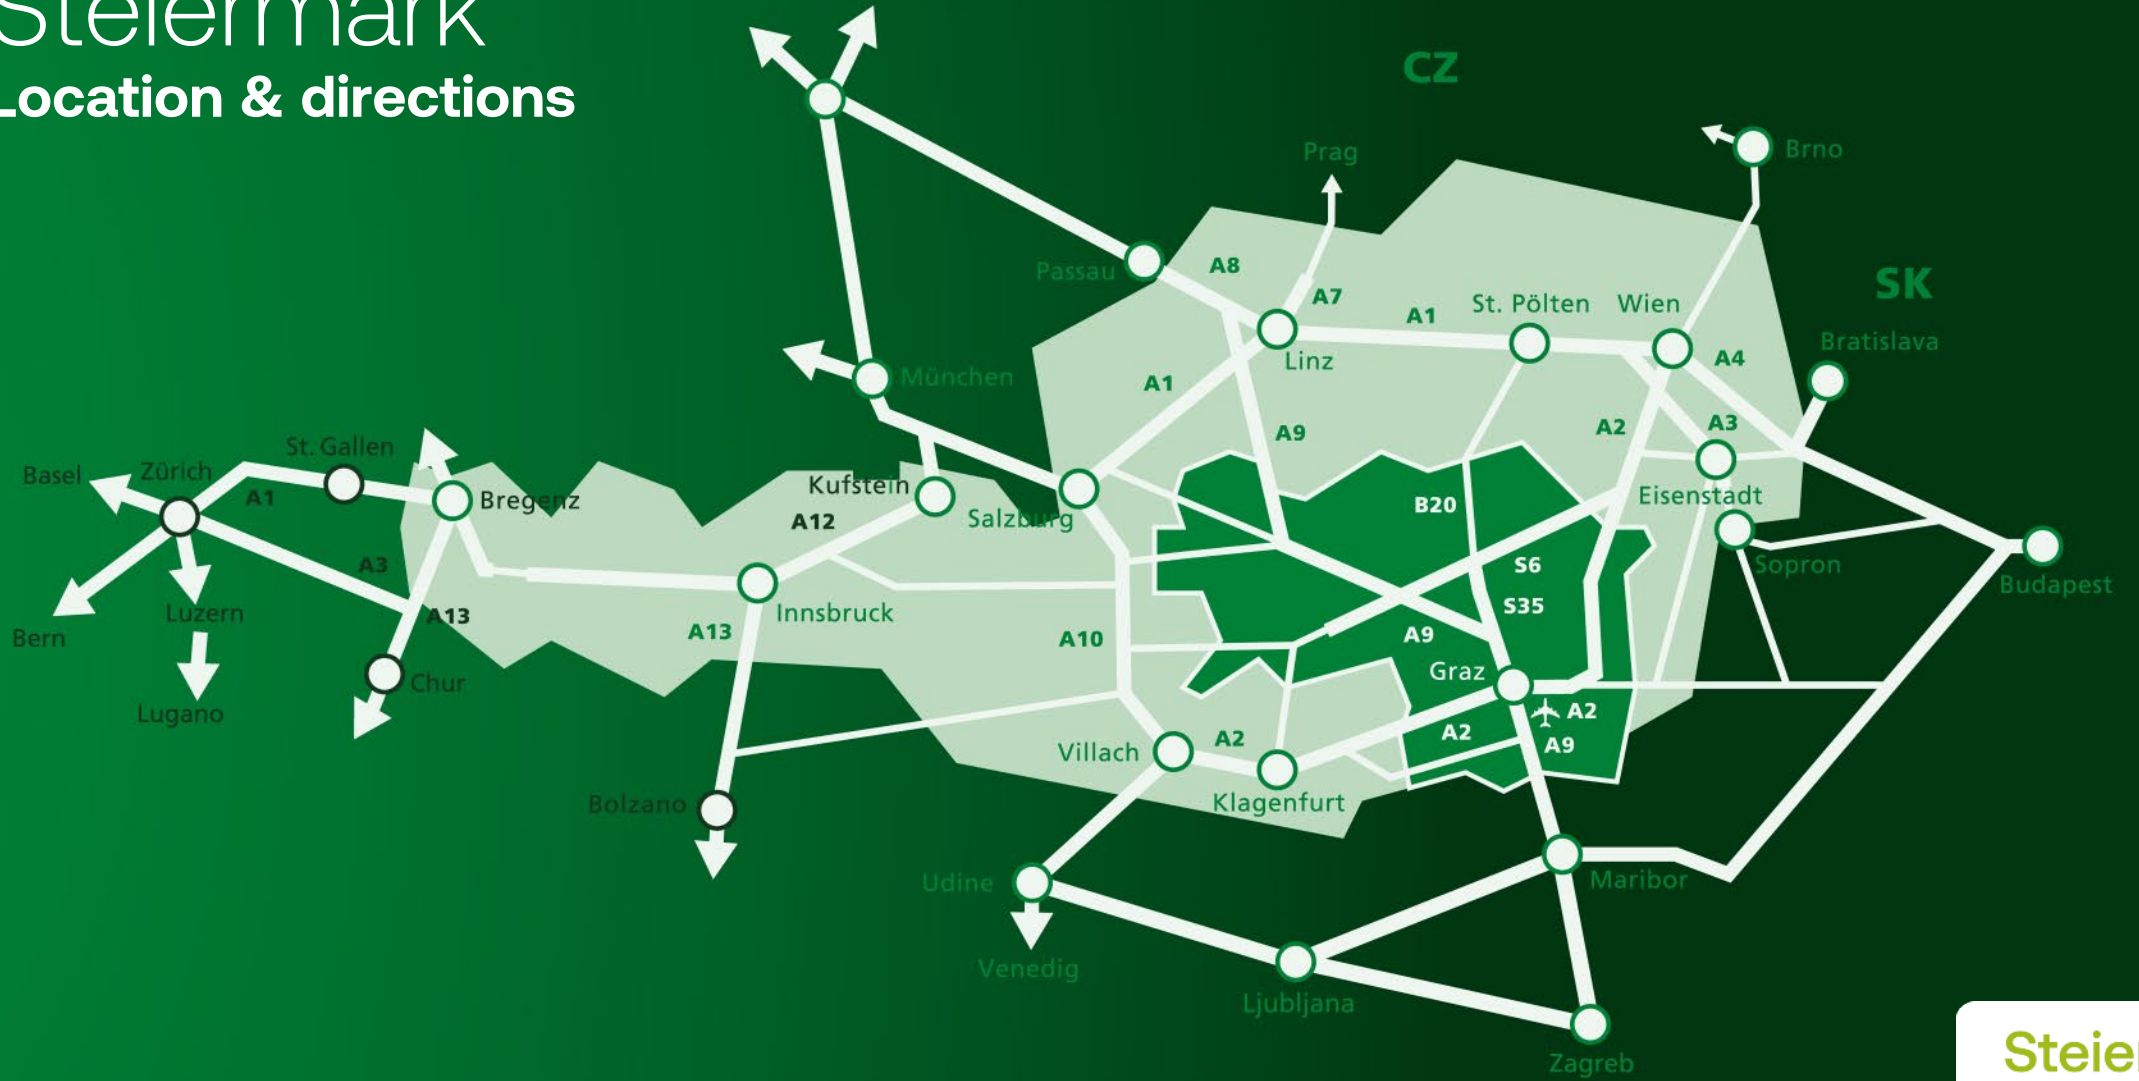 Steiermark
Location & directions
CZ
Prag
Brno
Passau
A8
A7
SK
A1
St. Pölten
Wien
Linz
A4
Bratislava
München
A1
A9
A2
A3
St. Gallen
Basel
Zürich
A1
Bregenz
Kufstein
A12
Salzburg
B20
Eisenstadt
A3
S6
Sopron
Budapest
Luzern
A13
Innsbruck
S35
Bern
A13
A10
A9
Chur
Graz
Lugano
A2
A2
A2
A9
Villach
Bolzano
Klagenfurt
Udine
Maribor
Venedig
Ljubljana
Zagreb
Steier